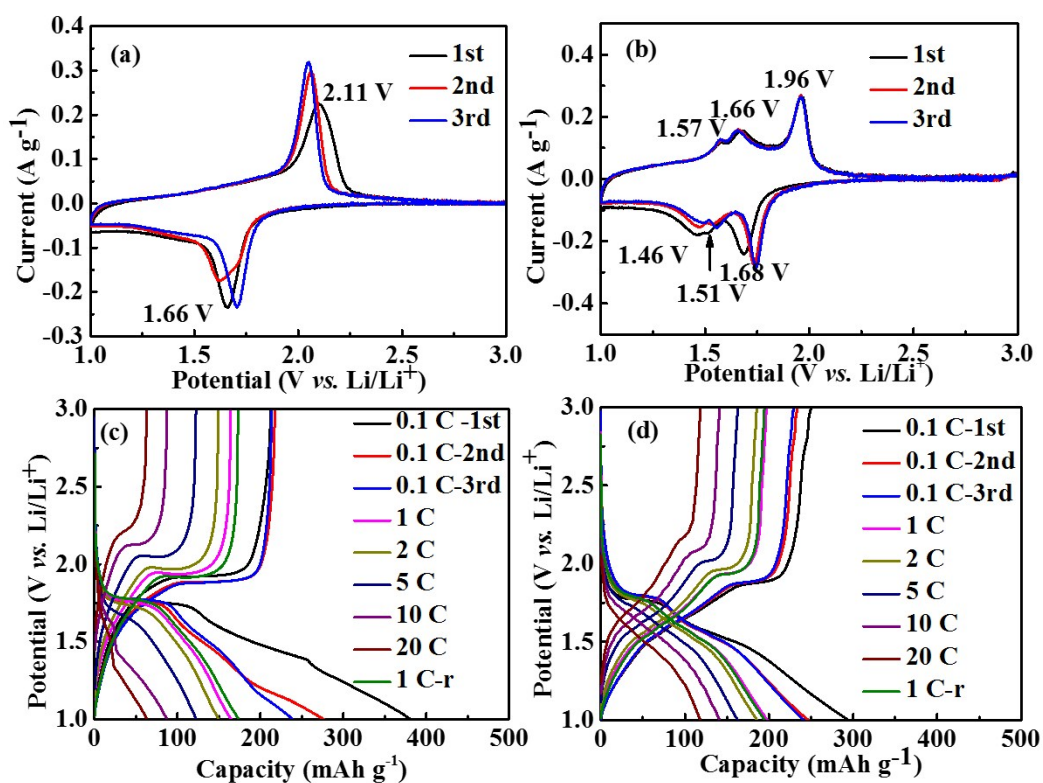 (a)
1st
2nd
3rd
2.11 V
1.66 V
0.4
0.3
0.2
0.1
0.0
-0.1
-0.2
-0.3
Current (A g-1)
1.0 1.5 2.0 2.5 3.0
Potential (V vs. Li/Li+)
(b)
1st
2nd
3rd
1.96 V
1.66 V
1.57 V
1.46 V
1.68 V
1.51 V
0.4
0.2
0.0
-0.2
-0.4
Current (A g-1)
1.0 1.5 2.0 2.5 3.0
Potential (V vs. Li/Li+)
(c)
0.1 C -1st
0.1 C-2nd
0.1 C-3rd
1 C
2 C
5 C
10 C
20 C
1 C-r
3.0
2.5
2.0
1.5
1.0
Potential (V vs. Li/Li+)
0 100 200 300 400 500
Capacity (mAh g-1)
(d)
0.1 C-1st
0.1 C-2nd
0.1 C-3rd
1 C
2 C
5 C
10 C
20 C
1 C-r
3.0
2.5
2.0
1.5
1.0
Potential (V vs. Li/Li+)
0 100 200 300 400 500
Capacity (mAh g-1)